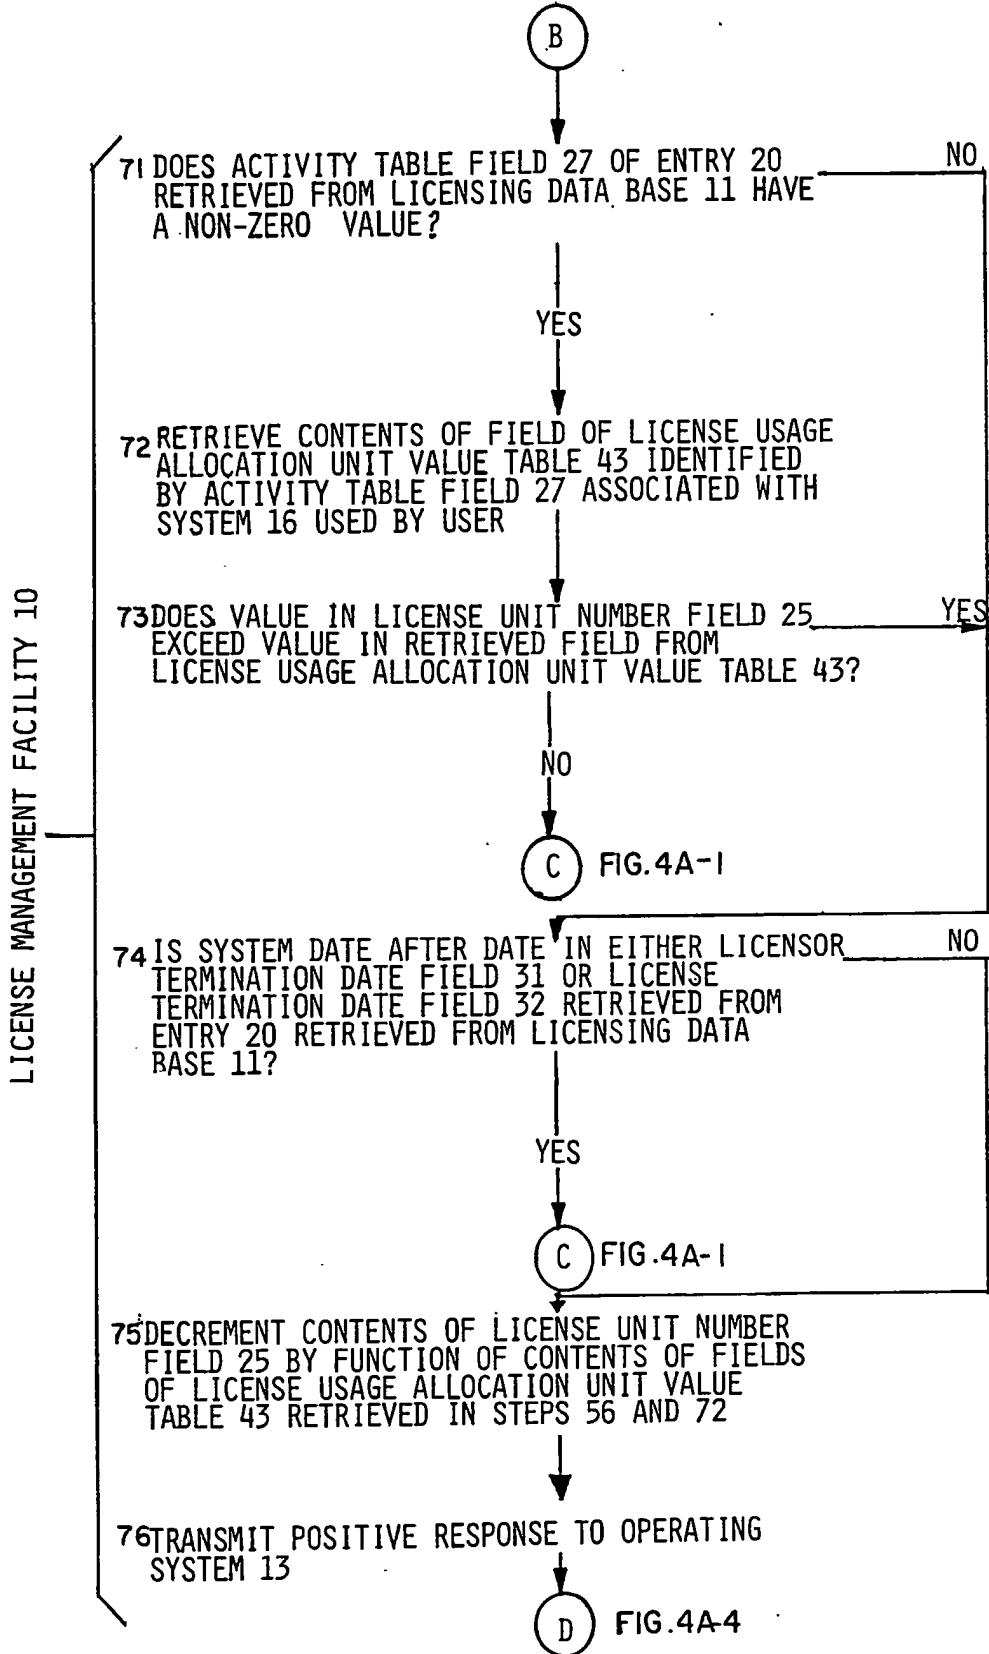 B
71 DOES ACTIVITY TABLE FIELD 27 OF ENTRY 20
RETRIEVED FROM LICENSING DATA BASE 11 HAVE
A NON-ZERO VALUE?
NO
YES
72 RETRIEVE CONTENTS OF FIELD OF LICENSE USAGE
ALLOCATION UNIT VALUE TABLE 43 IDENTIFIED
BY ACTIVITY TABLE FIELD 27 ASSOCIATED WITH
SYSTEM 16 USED BY USER
73 DOES VALUE IN LICENSE UNIT NUMBER FIELD 25
EXCEED VALUE IN RETRIEVED FIELD FROM
LICENSE USAGE ALLOCATION UNIT VALUE TABLE 43?
YES
NO
C FIG.4A-1
74 IS SYSTEM DATE AFTER DATE IN EITHER LICENSOR
TERMINATION DATE FIELD 31 OR LICENSE
TERMINATION DATE FIELD 32 RETRIEVED FROM
ENTRY 20 RETRIEVED FROM LICENSING DATA
BASE 11?
NO
YES
C FIG.4A-1
75 DECREMENT CONTENTS OF LICENSE UNIT NUMBER
FIELD 25 BY FUNCTION OF CONTENTS OF FIELDS
OF LICENSE USAGE ALLOCATION UNIT VALUE
TABLE 43 RETRIEVED IN STEPS 56 AND 72
76 TRANSMIT POSITIVE RESPONSE TO OPERATING
SYSTEM 13
D FIG.4A-4
LICENSE MANAGEMENT FACILITY 10